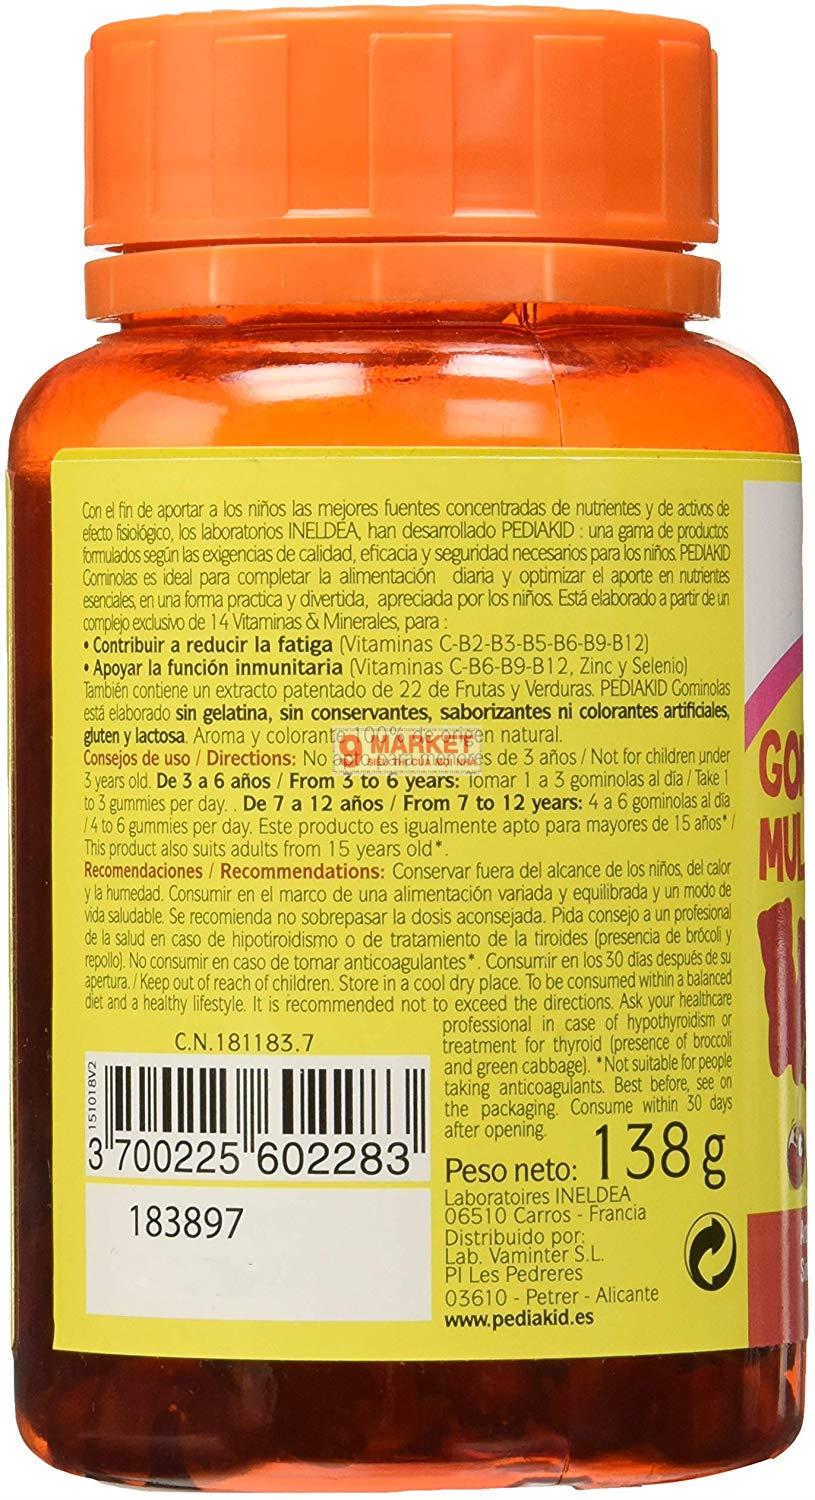 Con el fin de aportar a los niños las mejores fuentes concentradas de nutrientes y de activos de
efecto fisiológico, los laboratorios INELDEA, han desarrollado PEDIAKID : una gama de productos
formulados según las exigencias de calidad, eficacia y seguridad necesarios para los niños. PEDIAKID
Gominolas es ideal para completar la alimentación diaria y optimizar el aporte en nutrientes
esenciales, en una forma practica y divertida, apreciada por los niños. Está elaborado a partir de un
complejo exclusivo de 14 Vitaminas & Minerales, para :
• Contribuir a reducir la fatiga (Vitaminas C-B2-B3-B5-B6-B9-B12)
• Apoyar la función inmunitaria (Vitaminas C-B6-B9-B12, Zinc y Selenio)
También contiene un extracto patentado de 22 de Frutas y Verduras. PEDIAKID Gominolas
está elaborado sin gelatina, sin conservantes, saborizantes ni colorantes artificiales,
gluten y lactosa. Aroma y colorante 100% de origen natural.
9 MARKET
SIÊU THỊ CỦA MỌI NHÀ
Consejos de uso / Directions: No apto para menores de 3 años / Not for children under
3 years old. De 3 a 6 años / From 3 to 6 years: Tomar 1 a 3 gominolas al día / Take 1
to 3 gummies per day. . De 7 a 12 años / From 7 to 12 years: 4 a 6 gominolas al día
/ 4 to 6 gummies per day. Este producto es igualmente apto para mayores de 15 años* /
This product also suits adults from 15 years old*.
Recomendaciones / Recommendations: Conservar fuera del alcance de los niños, del calor
y la humedad. Consumir en el marco de una alimentación variada y equilibrada y un modo de
vida saludable. Se recomienda no sobrepasar la dosis aconsejada. Pida consejo a un profesional
de la salud en caso de hipotiroidismo o de tratamiento de la tiroides (presencia de brócoli y
repollo). No consumir en caso de tomar anticoagulantes*. Consumir en los 30 días después de su
apertura. / Keep out of reach of children. Store in a cool dry place. To be consumed within a balanced
diet and a healthy lifestyle. It is recommended not to exceed the directions. Ask your healthcare
professional in case of hypothyroidism or
treatment for thyroid (presence of broccoli
and green cabbage). *Not suitable for people
taking anticoagulans. Best before, see on
the packaging. Consume within 30 days
after opening.
C.N.181183.7
151018V2
3 700225 602283
183897
Peso neto: 138 g
Laboratoires INELDEA
06510 Carros - Francia
Distribuido por:
Lab. Vaminter S.L.
PI Les Pedreres
03610 - Petrer - Alicante
www.pediakid.es
GO
MUL